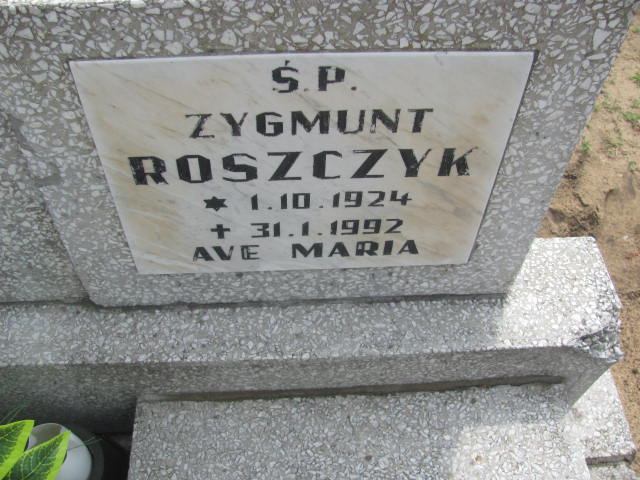 Ś.P.
ZYGMUNT
ROSZCZYK
* 1.10.1924
+ 31.1.1992
AVE MARIA